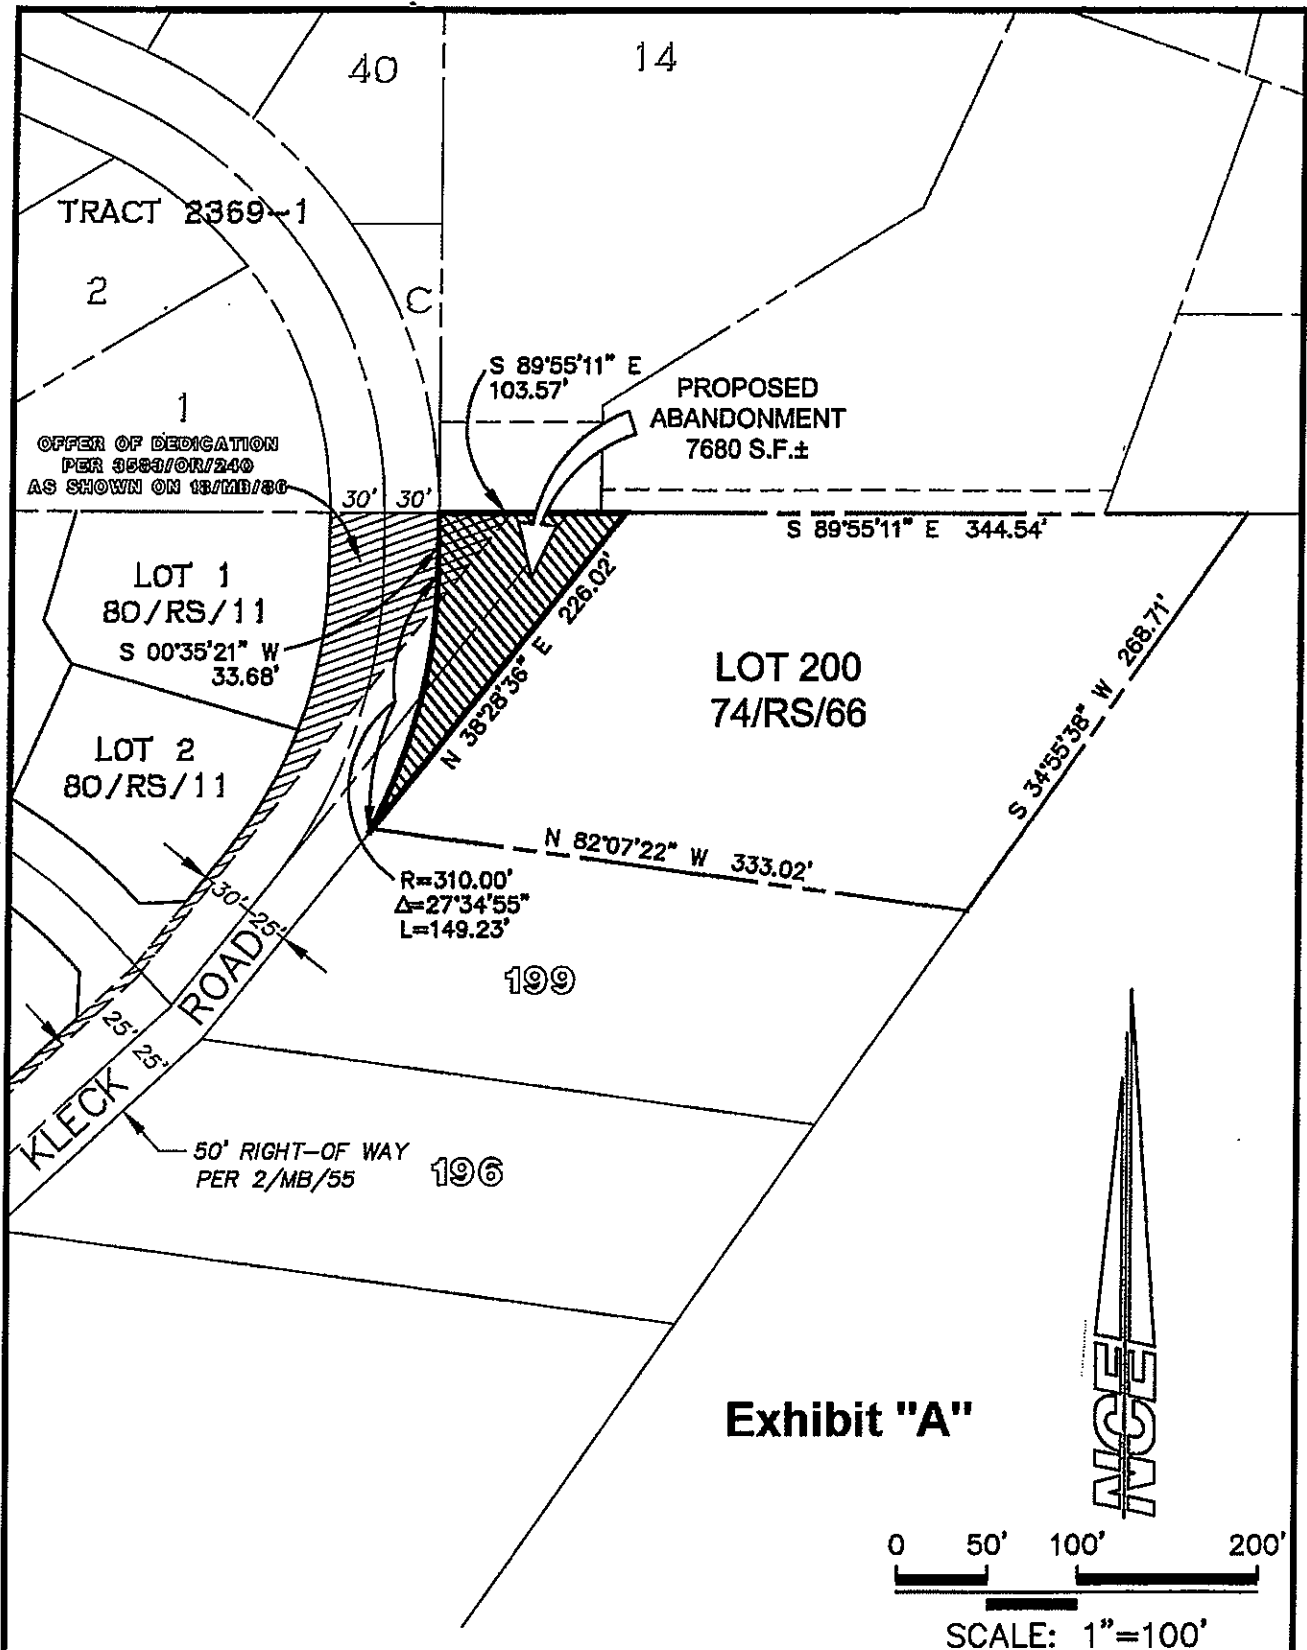 40
14
TRACT 2369-1
2
C
S 89°55'11" E
103.57'
PROPOSED
ABANDONMENT
7680 S.F.±
1
OFFER OF DEDICATION
PER 3583/OR/240
AS SHOWN ON 18/MB/86
30'
30'
S 89°55'11" E 344.54'
LOT 1
80/RS/11
S 00°35'21" W
33.68'
N 38°28'36" E 226.02'
LOT 200
74/RS/66
S 34°55'38" W 268.71'
LOT 2
80/RS/11
N 82°07'22" W 333.02'
R=310.00'
Δ=27°34'55"
L=149.23'
30'
25'
199
25'
25'
KLECK ROAD
50' RIGHT-OF WAY
PER 2/MB/55
196
Exhibit "A"
NCE
0 50' 100' 200'
SCALE: 1"=100'